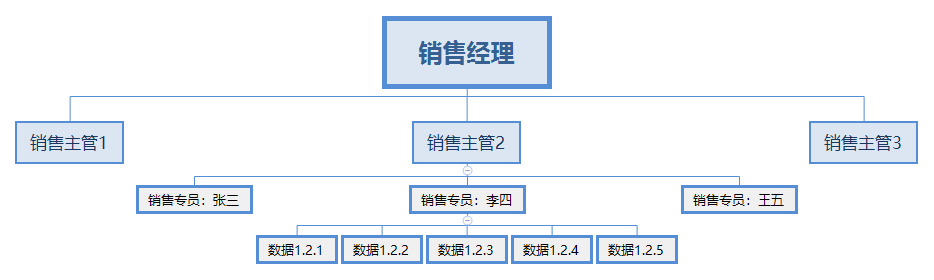 销售经理
销售主管1
销售主管2
销售主管3
销售专员：张三
销售专员：李四
销售专员：王五
数据1.2.1
数据1.2.2
数据1.2.3
数据1.2.4
数据1.2.5